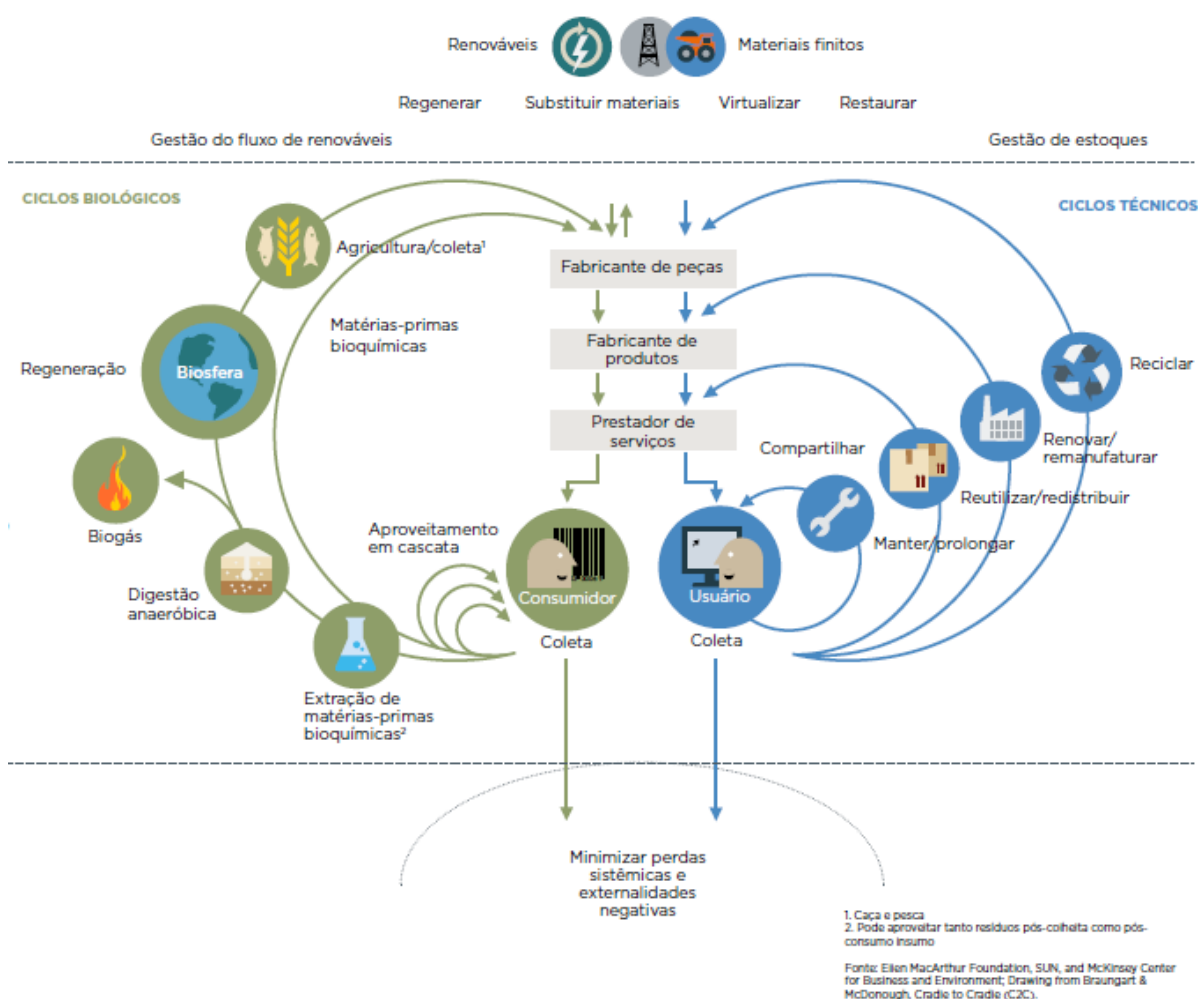 Renováveis
Materiais finitos
Regenerar
Substituir materiais
Virtualizar
Restaurar
Gestão do fluxo de renováveis
Gestão de estoques
CICLOS BIOLÓGICOS
CICLOS TÉCNICOS
Agricultura/coleta¹
Fabricante de peças
Matérias-primas
bioquímicas
Fabricante de
produtos
Regeneração
Biosfera
Reciclar
Prestador de
serviços
Compartilhar
Renovar/
remanufaturar
Reutilizar/redistribuir
Biogás
Aproveitamento
em cascata
Manter/prolongar
Digestão
anaeróbica
Consumidor
Usuário
Coleta
Coleta
Extração de
matérias-primas
bioquímicas²
Minimizar perdas
sistêmicas e
externalidades
negativas
1. Caça e pesca
2. Pode aproveitar tanto resíduos pós-colheita como pós-
consumo insumo
Fonte: Ellen MacArthur Foundation, SUN, and McKinsey Center
for Business and Environment; Drawing from Braungart &
McDonough, Cradle to Cradle (C2C).